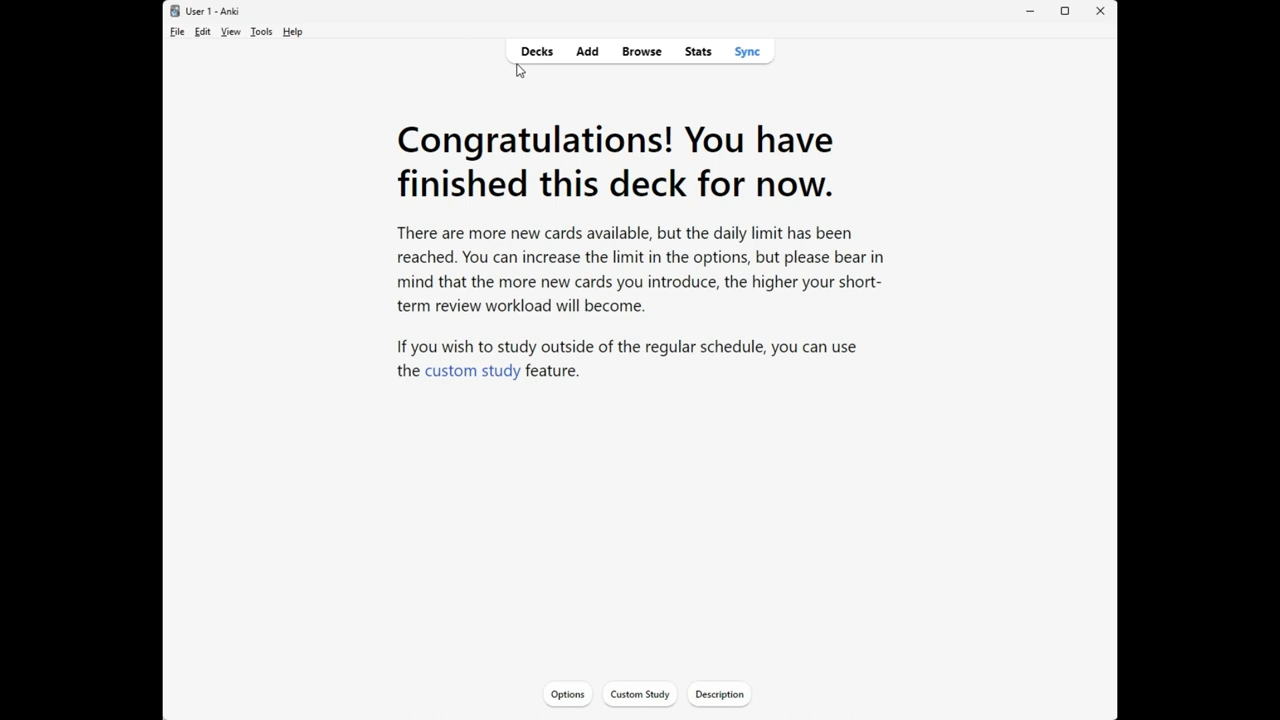 User 1 - Anki
File Edit View Tools Help
Decks Add Browse Stats Sync
Congratulations! You have
finished this deck for now.
There are more new cards available, but the daily limit has been
reached. You can increase the limit in the options, but please bear in
mind that the more new cards you introduce, the higher your short-
term review workload will become.
If you wish to study outside of the regular schedule, you can use
the custom study feature.
Options Custom Study Description